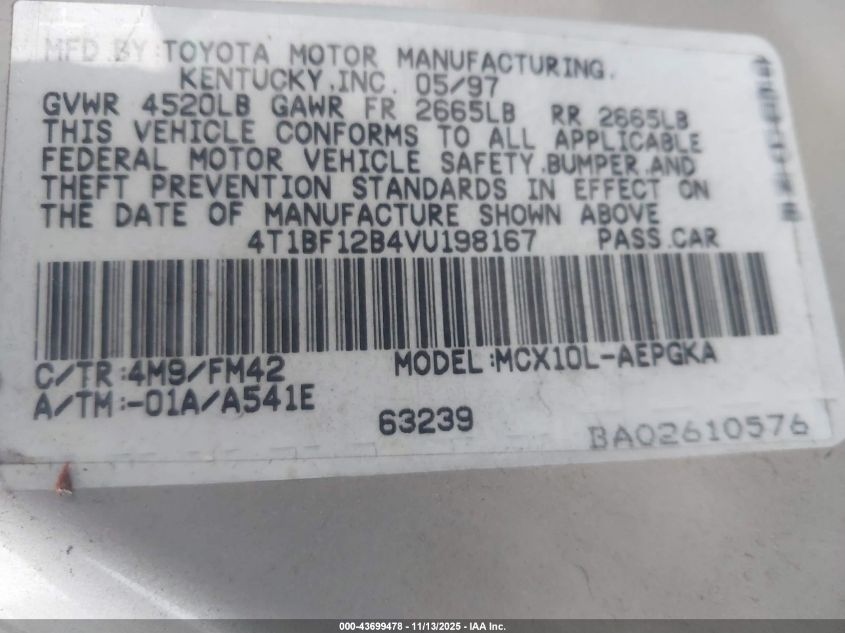 MFD.BY:TOYOTA MOTOR MANUFACTURING,
KENTUCKY,INC. 05/97
GVWR 4520LB GAWR FR 2665LB RR 2665LB
THIS VEHICLE CONFORMS TO ALL APPLICABLE
FEDERAL MOTOR VEHICLE SAFETY,BUMPER,AND
THEFT PREVENTION STANDARDS IN EFFECT ON
THE DATE OF MANUFACTURE SHOWN ABOVE
4T1BF12B4VU198167 PASS.CAR
C/TR:4M9/FM42 MODEL:MCX10L-AEPGKA
A/TM:-01A/A541E
63239 BA02610576
000-43699478 - 11/13/2025 - IAA Inc.